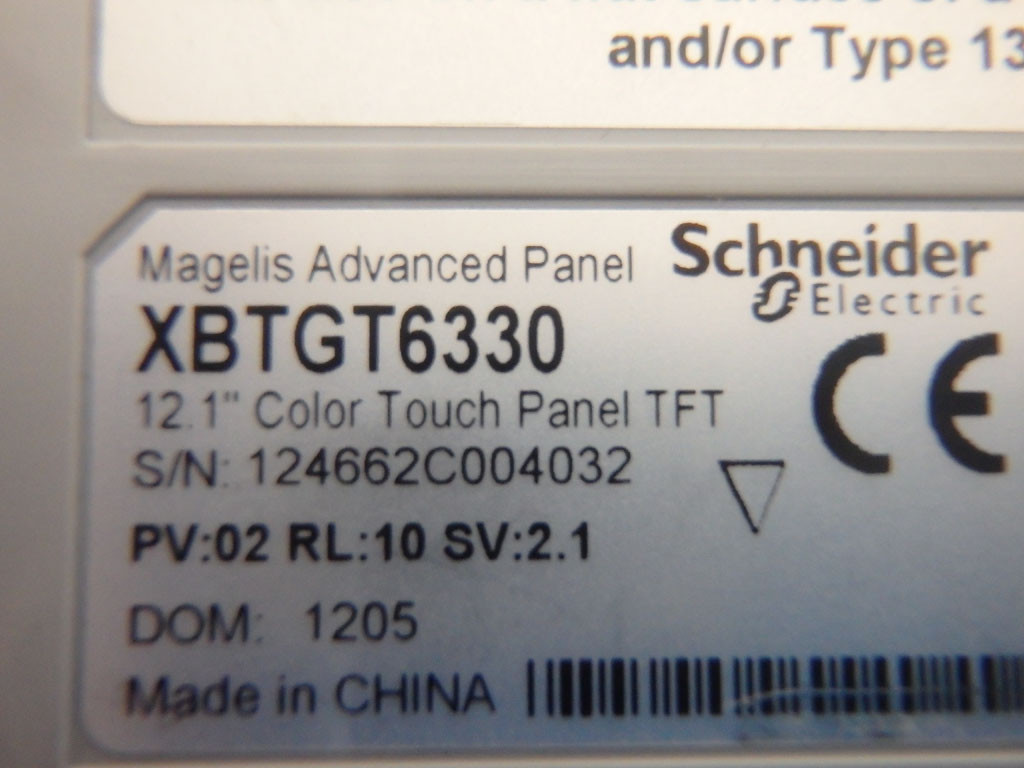 and/or Type 13
Magelis Advanced Panel
Schneider
Electric
XBTGT6330
12.1" Color Touch Panel TFT
CE
S/N: 124662C004032
PV:02 RL:10 SV:2.1
DOM: 1205
Made in CHINA